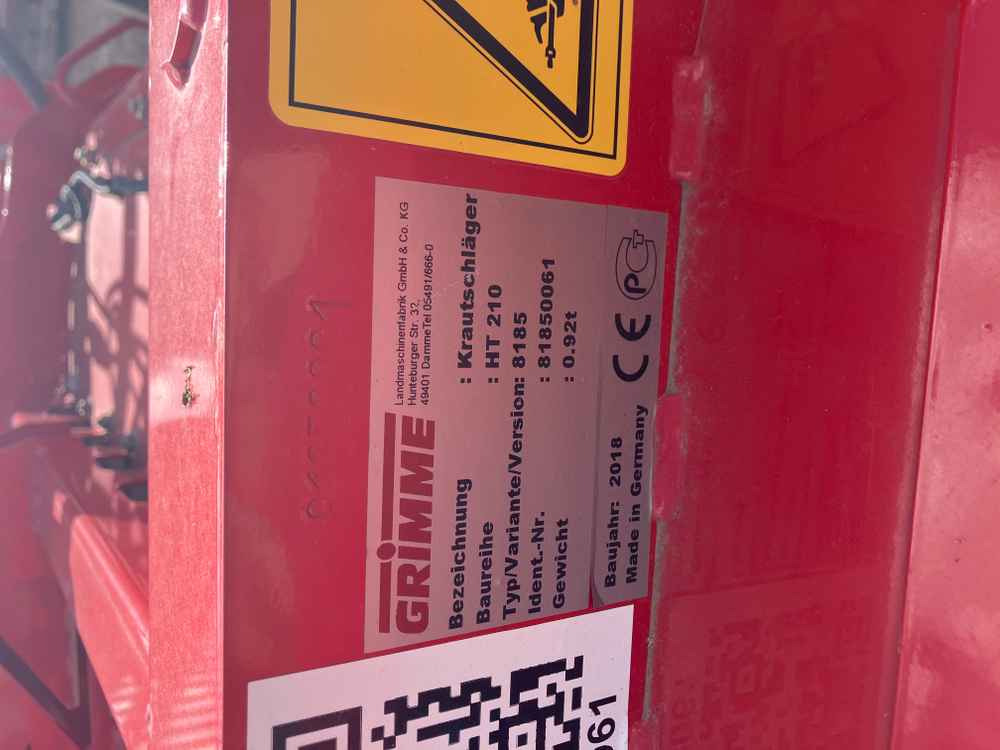 GRIMME
Landmaschinenfabrik GmbH & Co. KG
Hunteburger Str. 32
49401 DammeTel 05491/666-0
Bezeichnung : Krautschläger
Baureihe : HT 210
Typ/Variante/Version: 8185
Ident.-Nr. : 81850061
Gewicht : 0.92t
Baujahr: 2018
Made in Germany
CE
061